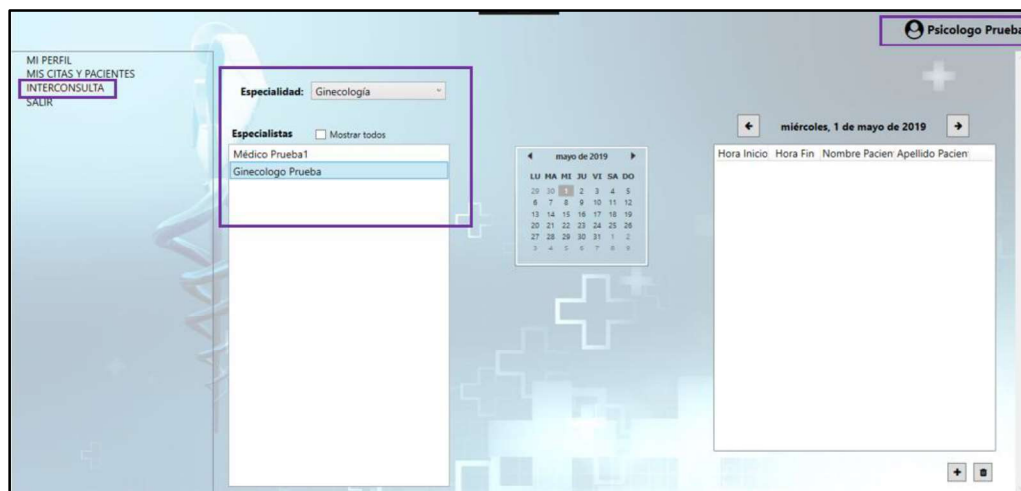 Psicologo Prueba
MI PERFIL
MIS CITAS Y PACIENTES
INTERCONSULTA
SALIR
Especialidad: Ginecología
Especialistas Mostrar todos
Médico Prueba1
Ginecologo Prueba
mayo de 2019
LU MA MI JU VI SA DO
29 30 1 2 3 4 5
6 7 8 9 10 11 12
13 14 15 16 17 18 19
20 21 22 23 24 25 26
27 28 29 30 31 1 2
3 4 5 6 7 8 9
miércoles, 1 de mayo de 2019
Hora Inicio Hora Fin Nombre Pacien Apellido Pacien